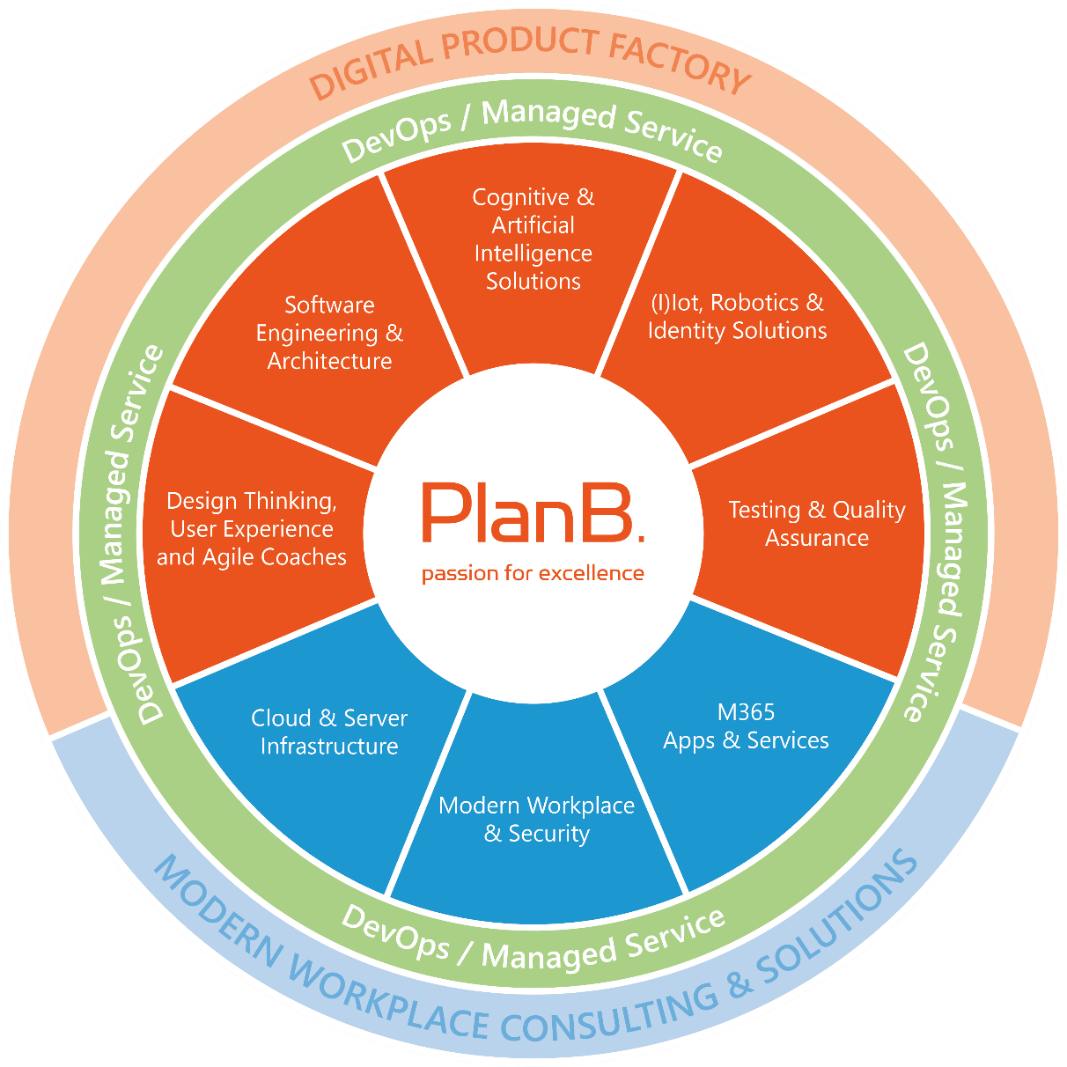 DIGITAL PRODUCT FACTORY
DevOps / Managed Service
Cognitive &
Artificial
Intelligence
Solutions
Software
Engineering &
Architecture
(I)Iot, Robotics &
Identity Solutions
DevOps / Managed Service
DevOps / Managed Service
Design Thinking,
User Experience
and Agile Coaches
PlanB.
passion for excellence
Testing & Quality
Assurance
Cloud & Server
Infrastructure
M365
Apps & Services
Modern Workplace
& Security
DevOps / Managed Service
MODERN WORKPLACE CONSULTING & SOLUTIONS